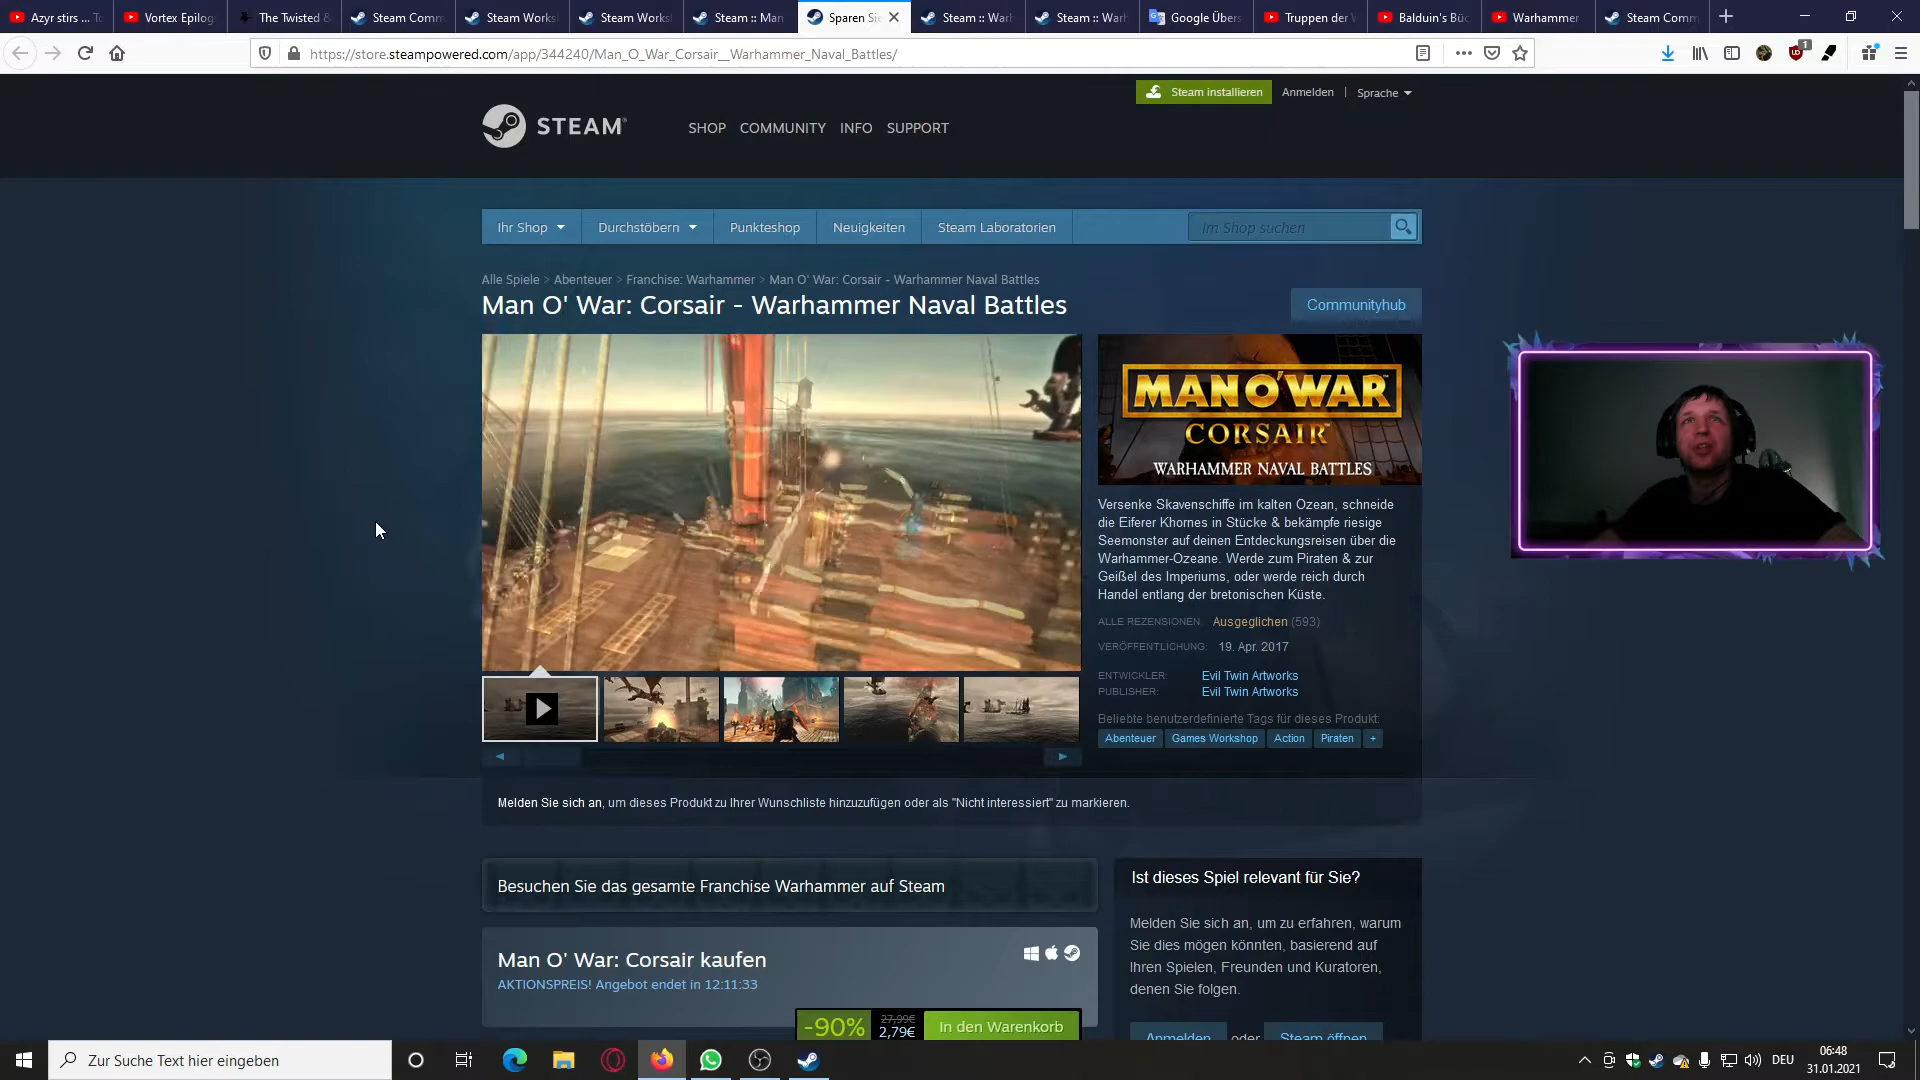 Azyr stirs ... To
Vortex Epilog
The Twisted &
Steam Comm
Steam Works
Steam Works
Steam :: Man
Sparen Sie
Steam :: Warh
Steam :: Warh
Google Übers
Truppen der W
Balduin's Büc
Warhammer
Steam Comm
https://store.steampowered.com/app/344240/Man_O_War_Corsair__Warhammer_Naval_Battles/
1
Steam installieren
Anmelden | Sprache
STEAM
SHOP COMMUNITY INFO SUPPORT
Ihr Shop
Durchstöbern
Punkteshop
Neuigkeiten
Steam Laboratorien
Im Shop suchen
Alle Spiele > Abenteuer > Franchise: Warhammer > Man O' War: Corsair - Warhammer Naval Battles
Man O' War: Corsair - Warhammer Naval Battles
Communityhub
MAN O'WAR
CORSAIR
WARHAMMER NAVAL BATTLES
Versenke Skavenschiffe im kalten Ozean, schneide
die Eiferer Khornes in Stücke & bekämpfe riesige
Seemonster auf deinen Entdeckungsreisen über die
Warhammer-Ozeane. Werde zum Piraten & zur
Geißel des Imperiums, oder werde reich durch
Handel entlang der bretonischen Küste.
ALLE REZENSIONEN: Ausgeglichen (593)
VERÖFFENTLICHUNG: 19. Apr. 2017
ENTWICKLER: Evil Twin Artworks
PUBLISHER: Evil Twin Artworks
Beliebte benutzerdefinierte Tags für dieses Produkt:
Abenteuer Games Workshop Action Piraten +
Melden Sie sich an, um dieses Produkt zu Ihrer Wunschliste hinzuzufügen oder als "Nicht interessiert" zu markieren.
Besuchen Sie das gesamte Franchise Warhammer auf Steam
Man O' War: Corsair kaufen
AKTIONSPREIS! Angebot endet in 12:11:33
-90%
27,99€
2,79€
In den Warenkorb
Ist dieses Spiel relevant für Sie?
Melden Sie sich an, um zu erfahren, warum
Sie dies mögen könnten, basierend auf
Ihren Spielen, Freunden und Kuratoren,
denen Sie folgen.
Anmelden oder Steam öffnen
Zur Suche Text hier eingeben
DEU
06:48
31.01.2021